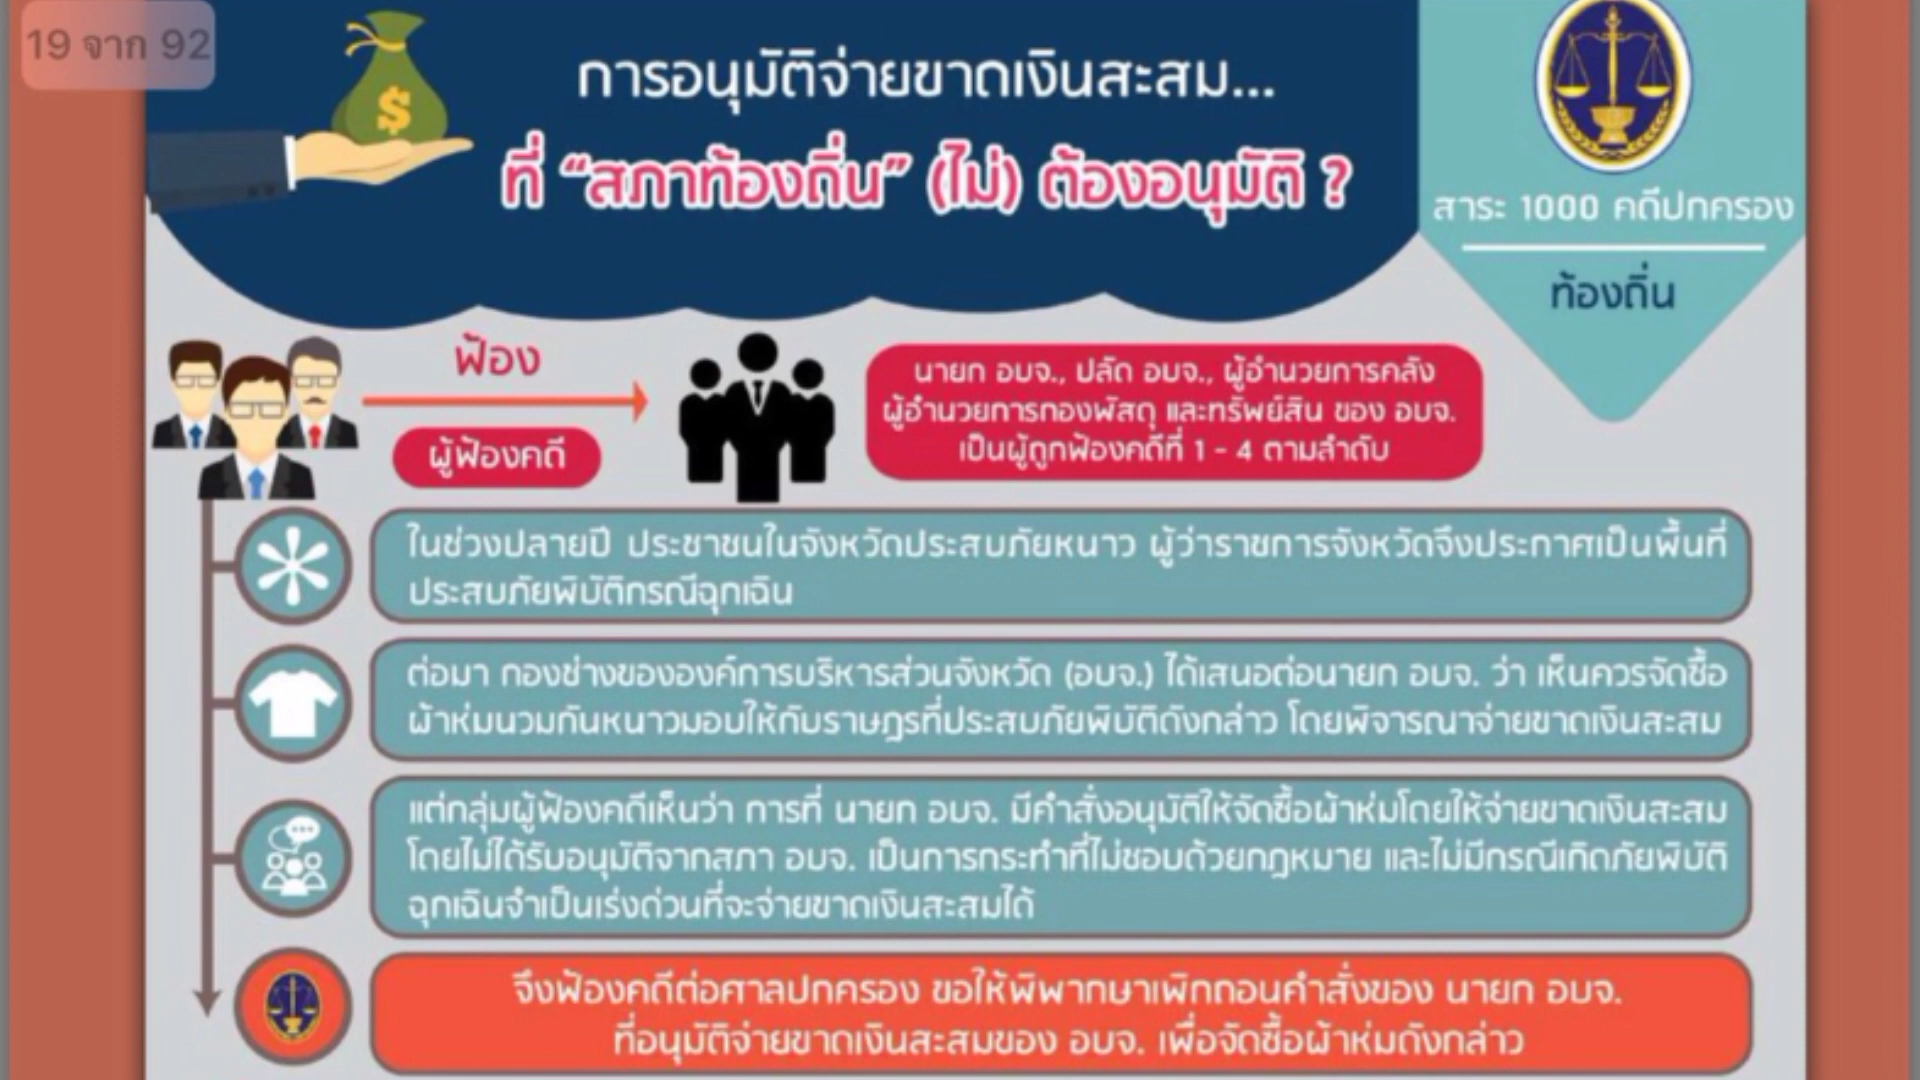 19 จาก 92
การอนุมัติจ่ายขาดเงินสะสม...
ที่ “สภาท้องถิ่น” (ไม่) ต้องอนุมัติ ?
สาระ 1000 คดีปกครอง
ท้องถิ่น
ฟ้อง
ผู้ฟ้องคดี
นายก อบจ., ปลัด อบจ., ผู้อำนวยการคลัง
ผู้อำนวยการกองพัสดุ และทรัพย์สิน ของ อบจ.
เป็นผู้ถูกฟ้องคดีที่ 1 - 4 ตามลำดับ
ในช่วงปลายปี ประชาชนในจังหวัดประสบภัยหนาว ผู้ว่าราชการจังหวัดจึงประกาศเป็นพื้นที่
ประสบภัยพิบัติกรณีฉุกเฉิน
ต่อมา กองช่างขององค์การบริหารส่วนจังหวัด (อบจ.) ได้เสนอต่อนายก อบจ. ว่า เห็นควรจัดซื้อ
ผ้าห่มนวมกันหนาวมอบให้กับราษฎรที่ประสบภัยพิบัติดังกล่าว โดยพิจารณาจ่ายขาดเงินสะสม
แต่กลุ่มผู้ฟ้องคดีเห็นว่า การที่ นายก อบจ. มีคำสั่งอนุมัติให้จัดซื้อผ้าห่มโดยให้จ่ายขาดเงินสะสม
โดยไม่ได้รับอนุมัติจากสภา อบจ. เป็นการกระทำที่ไม่ชอบด้วยกฎหมาย และไม่มีกรณีเกิดภัยพิบัติ
ฉุกเฉินจำเป็นเร่งด่วนที่จะจ่ายขาดเงินสะสมได้
จึงฟ้องคดีต่อศาลปกครอง ขอให้พิพากษาเพิกถอนคำสั่งของ นายก อบจ.
ที่อนุมัติจ่ายขาดเงินสะสมของ อบจ. เพื่อจัดซื้อผ้าห่มดังกล่าว